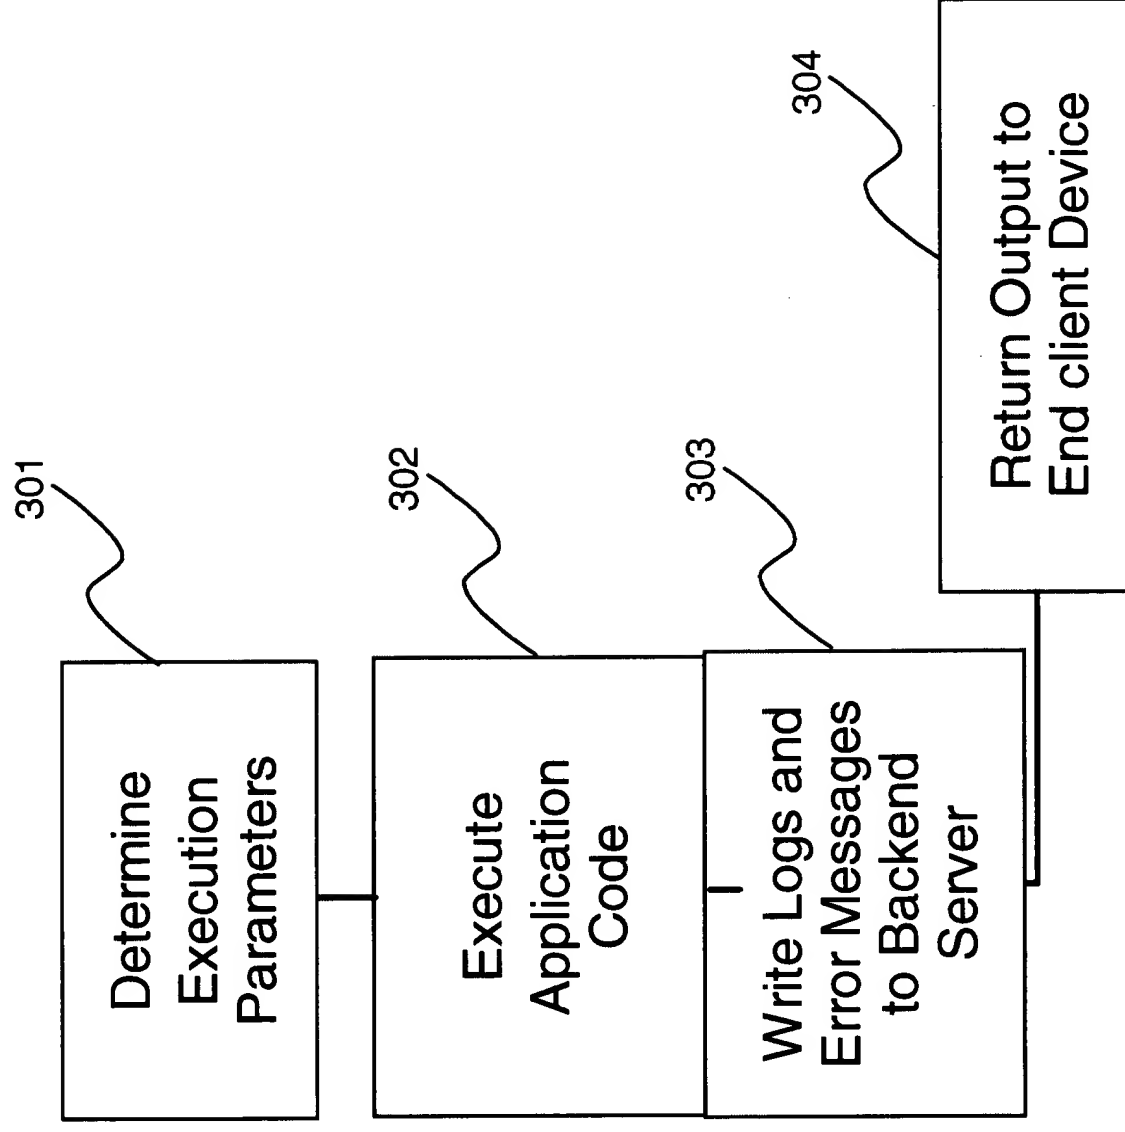 301
Determine
Execution
Parameters
302
Execute
Application
Code
303
Write Logs and
Error Messages
to Backend
Server
304
Return Output to
End client Device